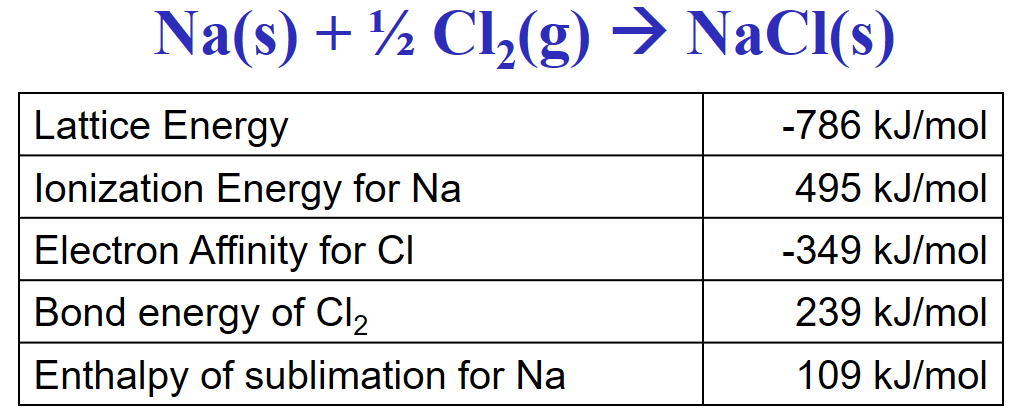 Na(s) + ½ Cl₂(g) → NaCl(s)
Lattice Energy -786 kJ/mol
Ionization Energy for Na 495 kJ/mol
Electron Affinity for Cl -349 kJ/mol
Bond energy of Cl₂ 239 kJ/mol
Enthalpy of sublimation for Na 109 kJ/mol